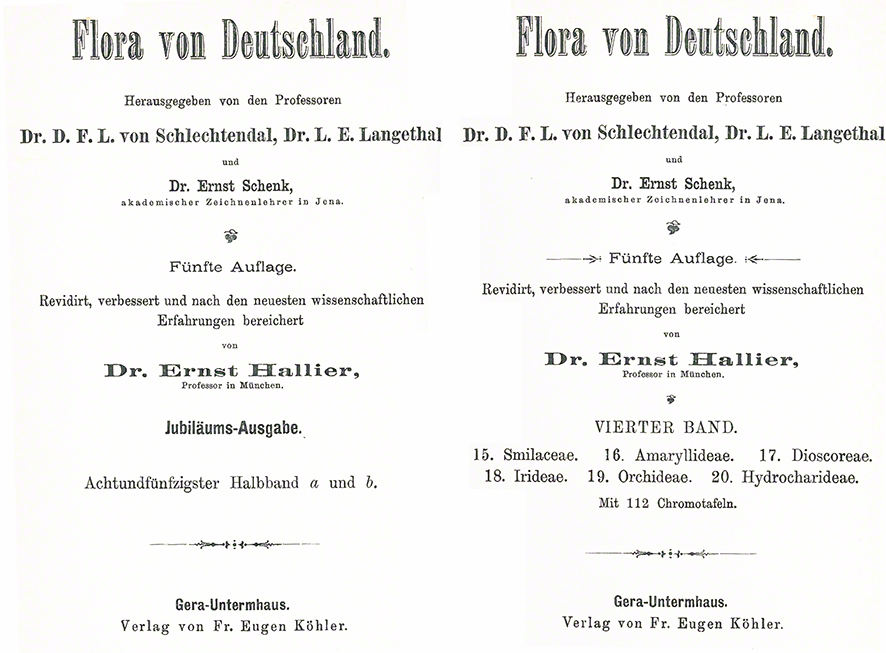 Flora von Deutschland.
Herausgegeben von den Professoren
Dr. D. F. L. von Schlechtendal, Dr. L. E. Langethal
und
Dr. Ernst Schenk,
akademischer Zeichnenlehrer in Jena.
Fünfte Auflage.
Revidirt, verbessert und nach den neuesten wissenschaftlichen
Erfahrungen bereichert
von
Dr. Ernst Hallier,
Professor in München.
Jubiläums-Ausgabe.
Achtundfünfzigster Halbband a und b.
Gera-Untermhaus.
Verlag von Fr. Eugen Köhler.
Flora von Deutschland.
Herausgegeben von den Professoren
Dr. D. F. L. von Schlechtendal, Dr. L. E. Langethal
und
Dr. Ernst Schenk,
akademischer Zeichnenlehrer in Jena.
Fünfte Auflage.
Revidirt, verbessert und nach den neuesten wissenschaftlichen
Erfahrungen bereichert
von
Dr. Ernst Hallier,
Professor in München.
VIERTER BAND.
15. Smilaceae. 16. Amaryllideae. 17. Dioscoreae.
18. Irideae. 19. Orchideae. 20. Hydrocharideae.
Mit 112 Chromotafeln.
Gera-Untermhaus.
Verlag von Fr. Eugen Köhler.